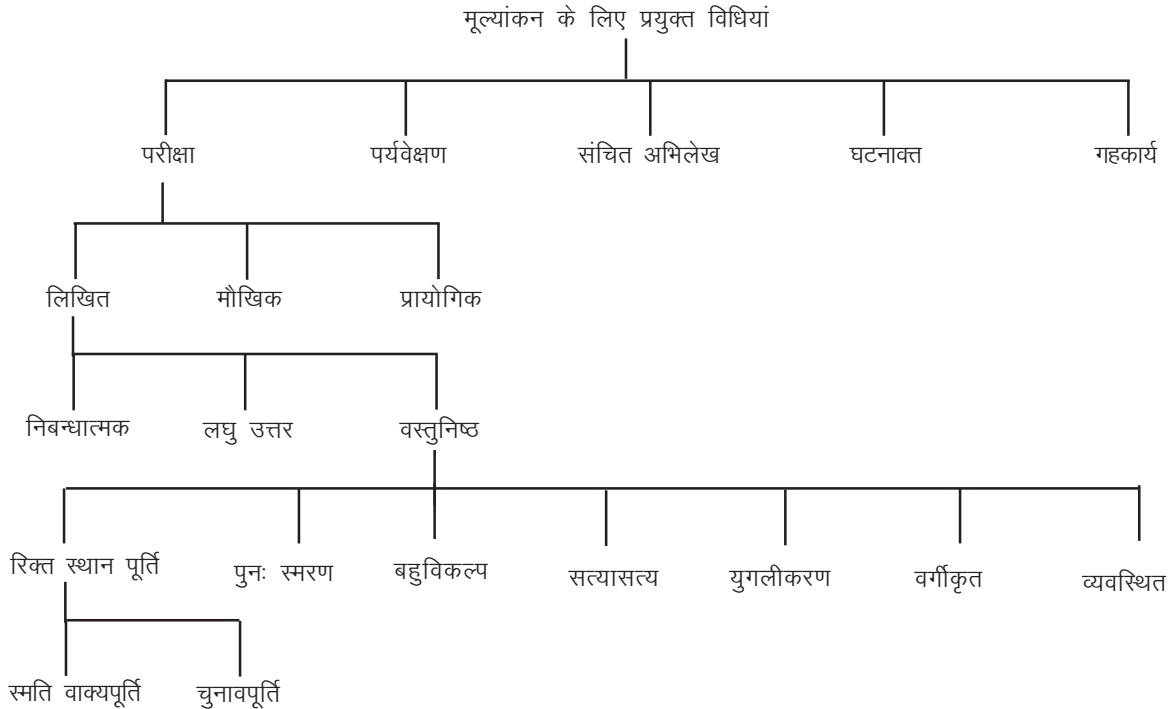 मूल्यांकन के लिए प्रयुक्त विधियां
परीक्षा पर्यवेक्षण संचित अभिलेख घटनाक्त गहकार्य
लिखित मौखिक प्रायोगिक
निबन्धात्मक लघु उत्तर वस्तुनिष्ठ
रिक्त स्थान पूर्ति पुनः स्मरण बहुविकल्प सत्यासत्य युगलीकरण वर्गीकृत व्यवस्थित
स्मति वाक्यपूर्ति चुनावपूर्ति